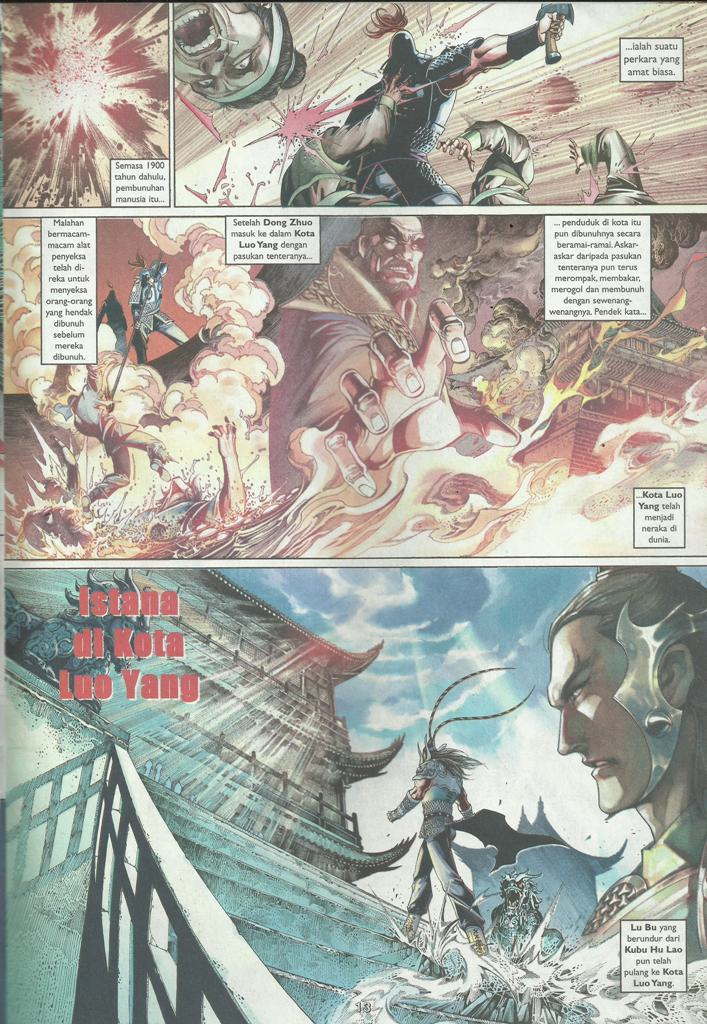 Semasa 1900
tahun dahulu,
pembunuhan
manusia itu...
...ialah suatu
perkara yang
amat biasa.
Malahan
bermacam-
macam alat
penyeksa
telah di-
reka untuk
menyeksa
orang-orang
yang hendak
dibunuh
sebelum
mereka
dibunuh.
Setelah Dong Zhuo
masuk ke dalam Kota
Luo Yang dengan
pasukan tenteranya...
... penduduk di kota itu
pun dibunuhnya secara
beramai-ramai. Askar-
askar daripada pasukan
tenteranya pun terus
merompak, membakar,
merogol dan membunuh
dengan sewenang-
wenangnya. Pendek kata...
...Kota Luo
Yang telah
menjadi
neraka di
dunia.
Istana
di Kota
Luo Yang
Lu Bu yang
berundur dari
Kubu Hu Lao
pun telah
pulang ke Kota
Luo Yang.
13